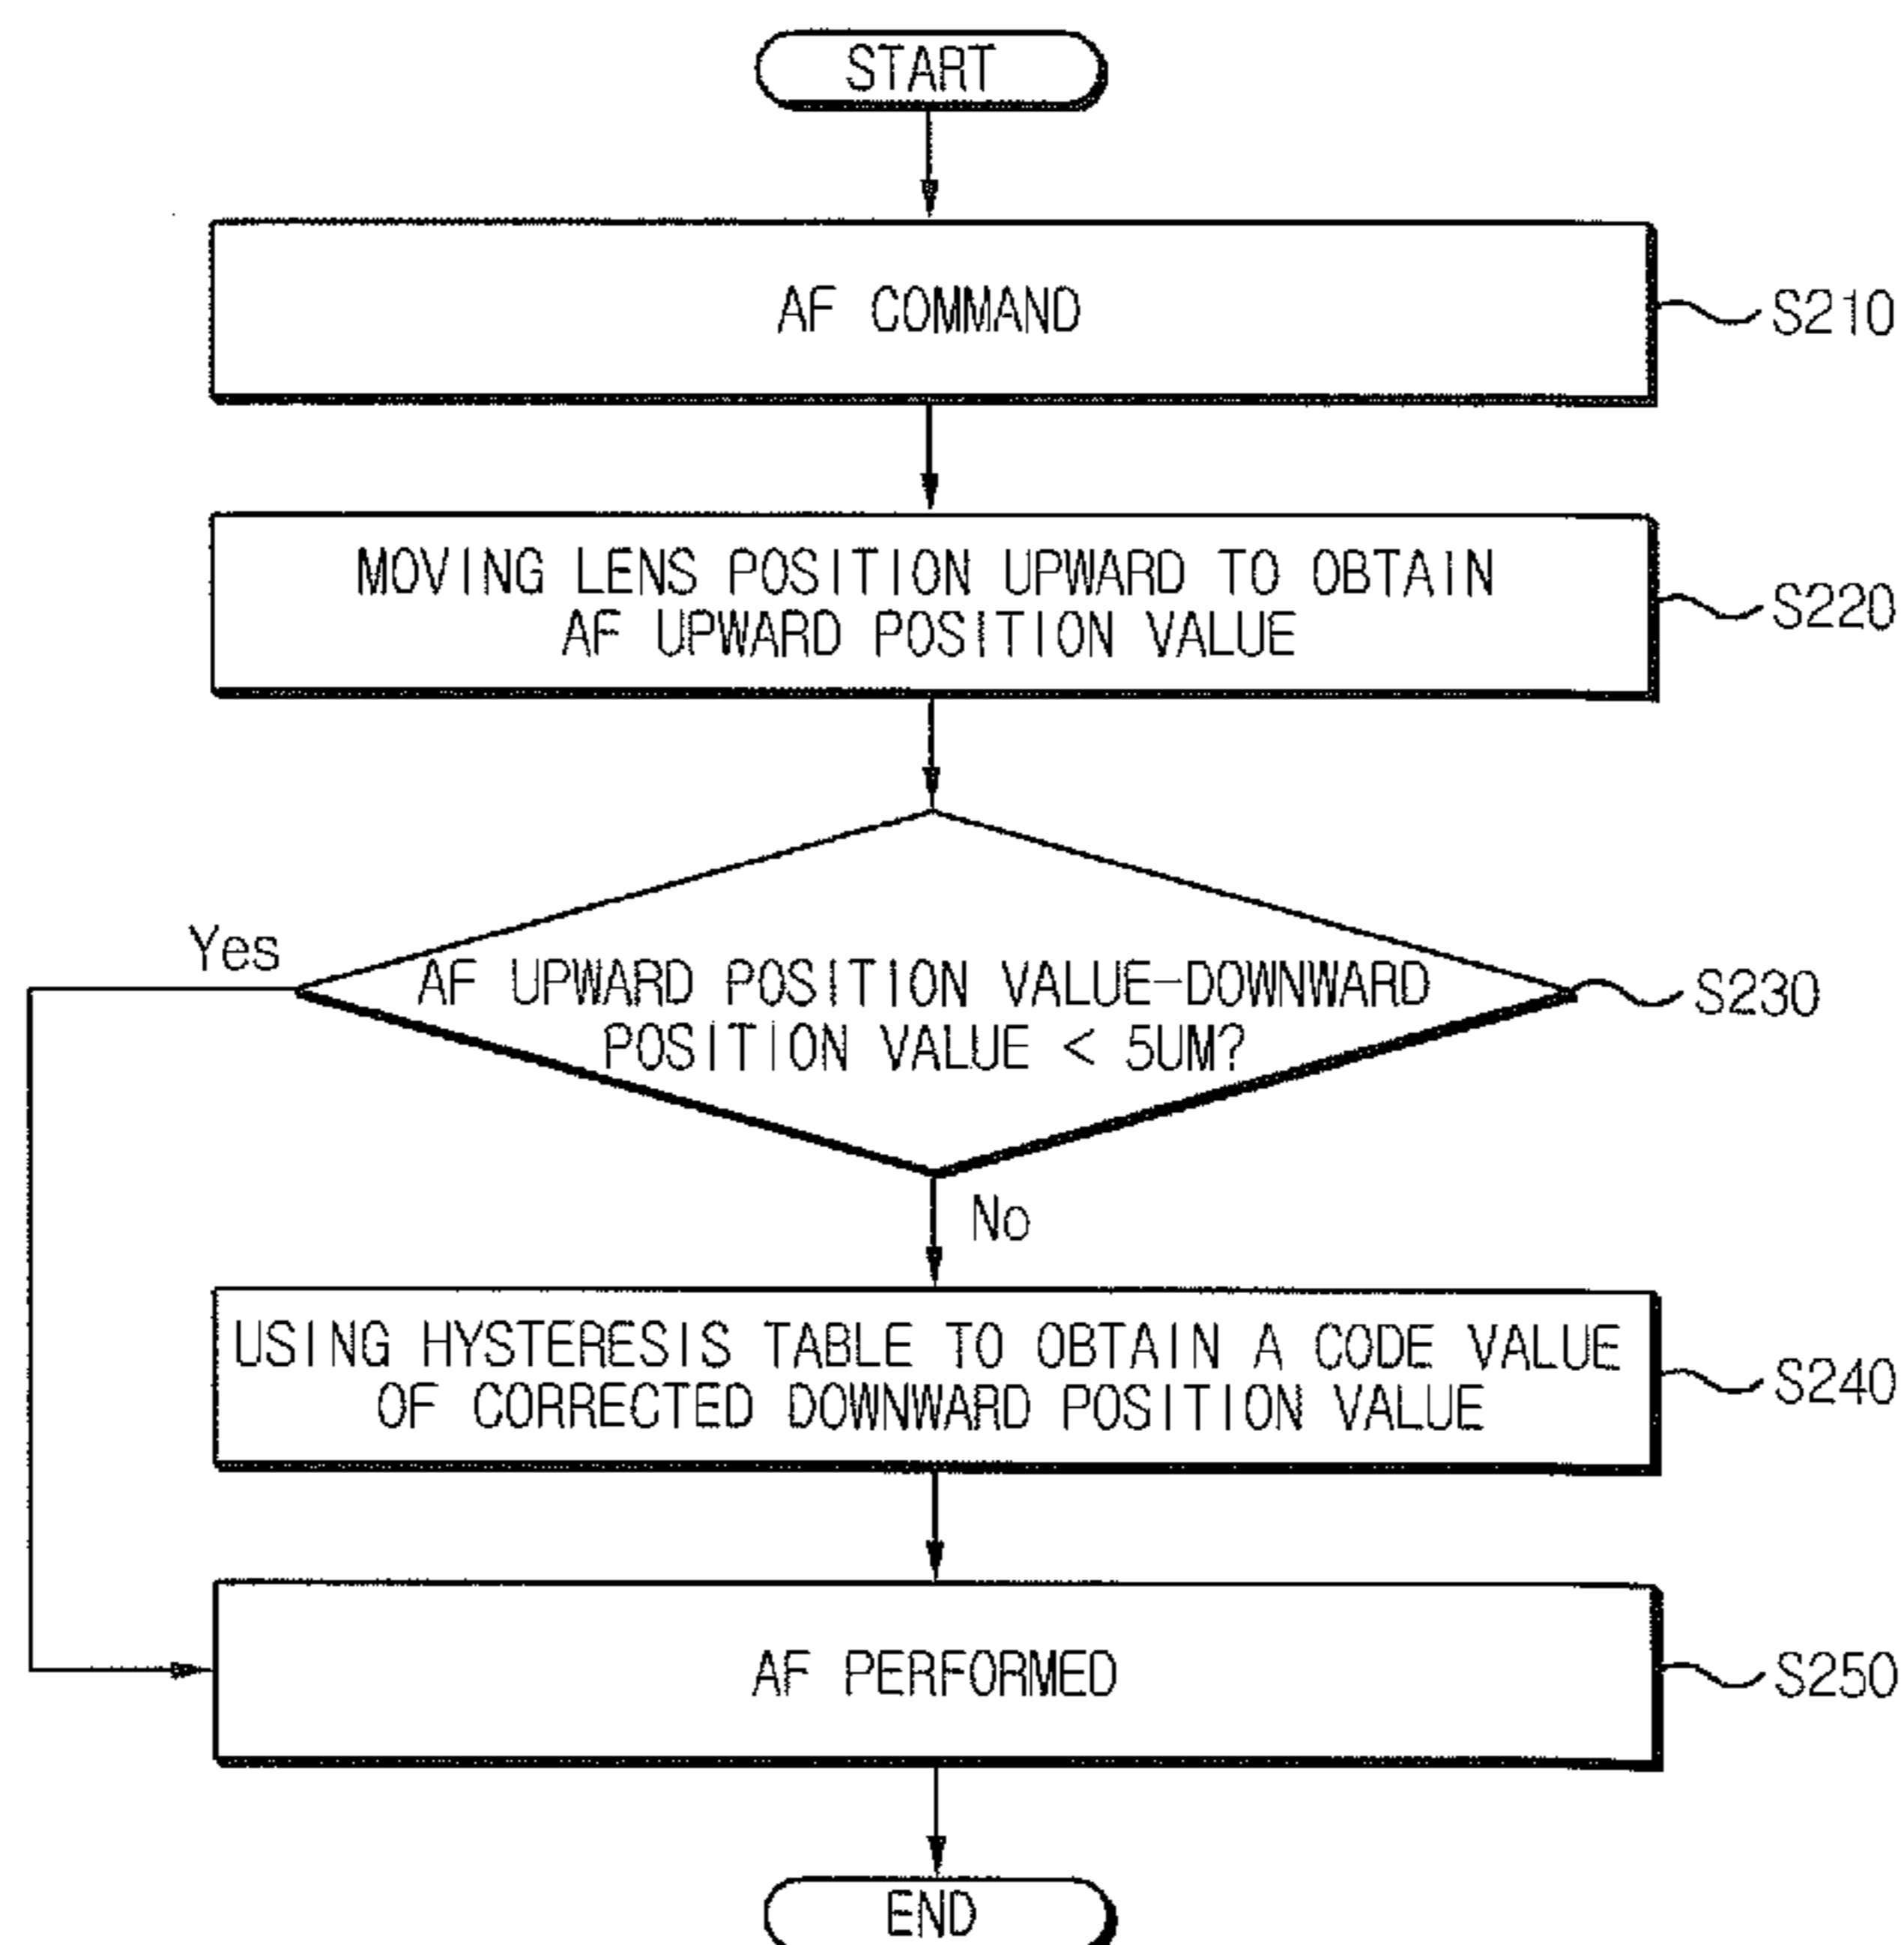 START
AF COMMAND
S210
MOVING LENS POSITION UPWARD TO OBTAIN
AF UPWARD POSITION VALUE
S220
Yes
AF UPWARD POSITION VALUE-DOWNWARD
POSITION VALUE < 5UM?
S230
No
USING HYSTERESIS TABLE TO OBTAIN A CODE VALUE
OF CORRECTED DOWNWARD POSITION VALUE
S240
AF PERFORMED
S250
END